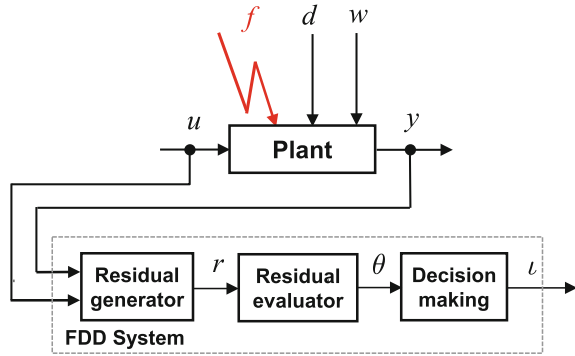 f
d
w
u
y
Plant
Residual
generator
r
Residual
evaluator
θ
Decision
making
ι
FDD System